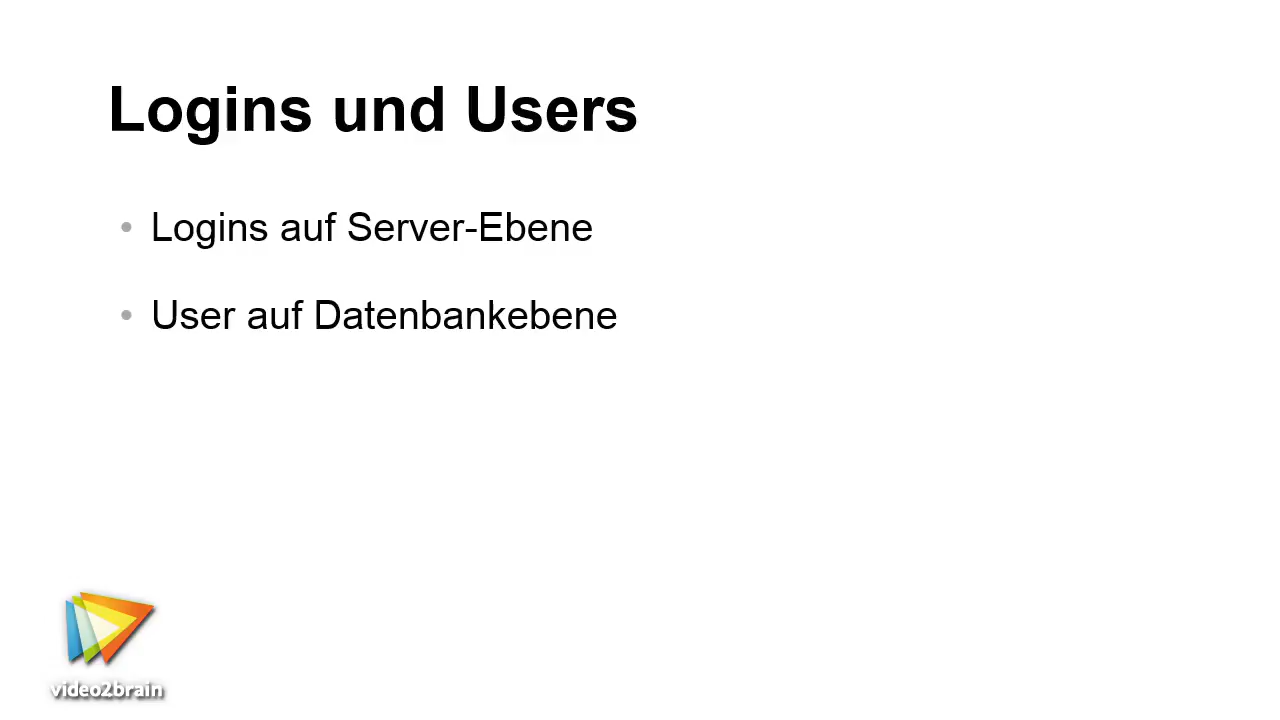 Logins und Users
• Logins auf Server-Ebene
• User auf Datenbankebene
video2brain